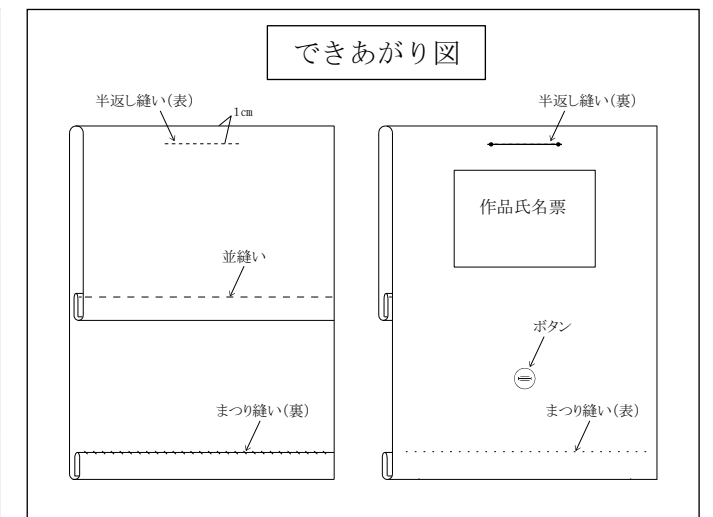 できあがり図
半返し縫い(表)
1㎝
並縫い
まつり縫い(裏)
半返し縫い(裏)
作品氏名票
ボタン
まつり縫い(表)